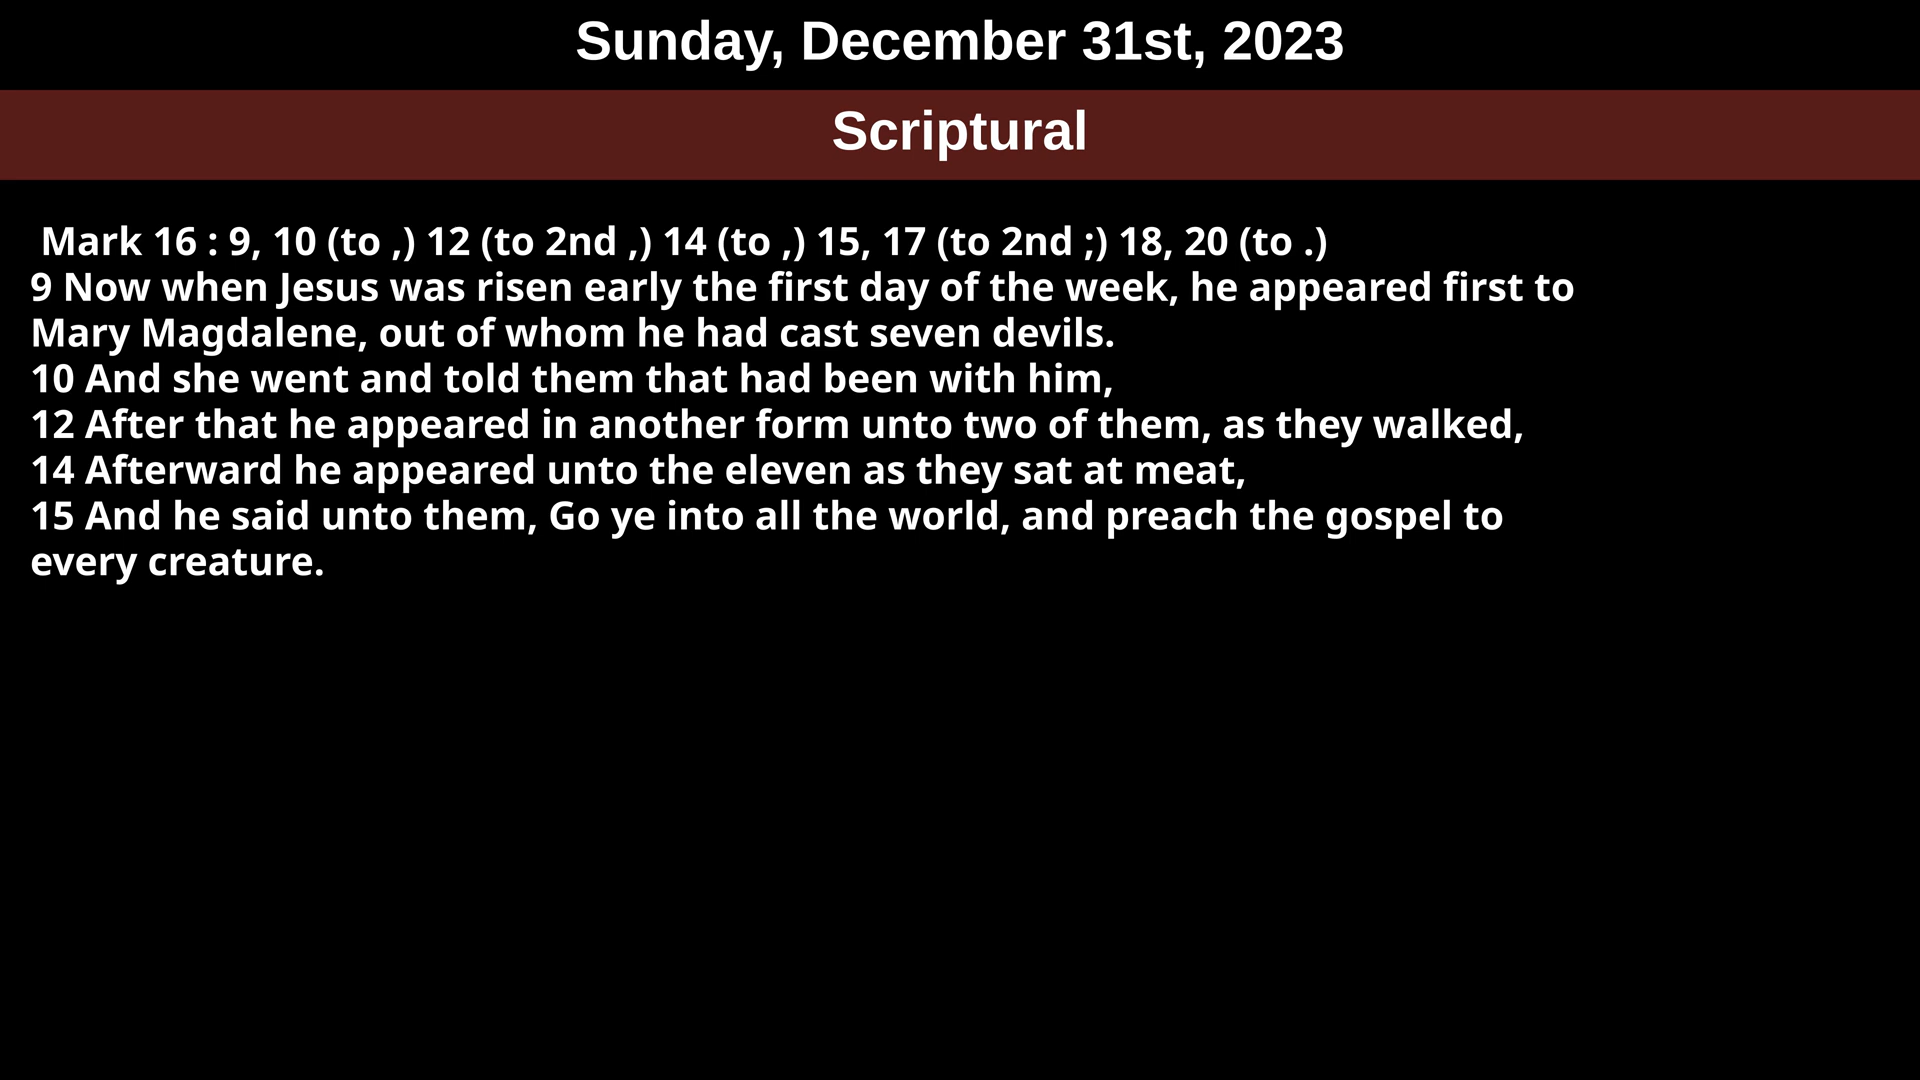 Sunday, December 31st, 2023
Scriptural
Mark 16 : 9, 10 (to ,) 12 (to 2nd ,) 14 (to ,) 15, 17 (to 2nd ;) 18, 20 (to .)
9 Now when Jesus was risen early the first day of the week, he appeared first to
Mary Magdalene, out of whom he had cast seven devils.
10 And she went and told them that had been with him,
12 After that he appeared in another form unto two of them, as they walked,
14 Afterward he appeared unto the eleven as they sat at meat,
15 And he said unto them, Go ye into all the world, and preach the gospel to
every creature.